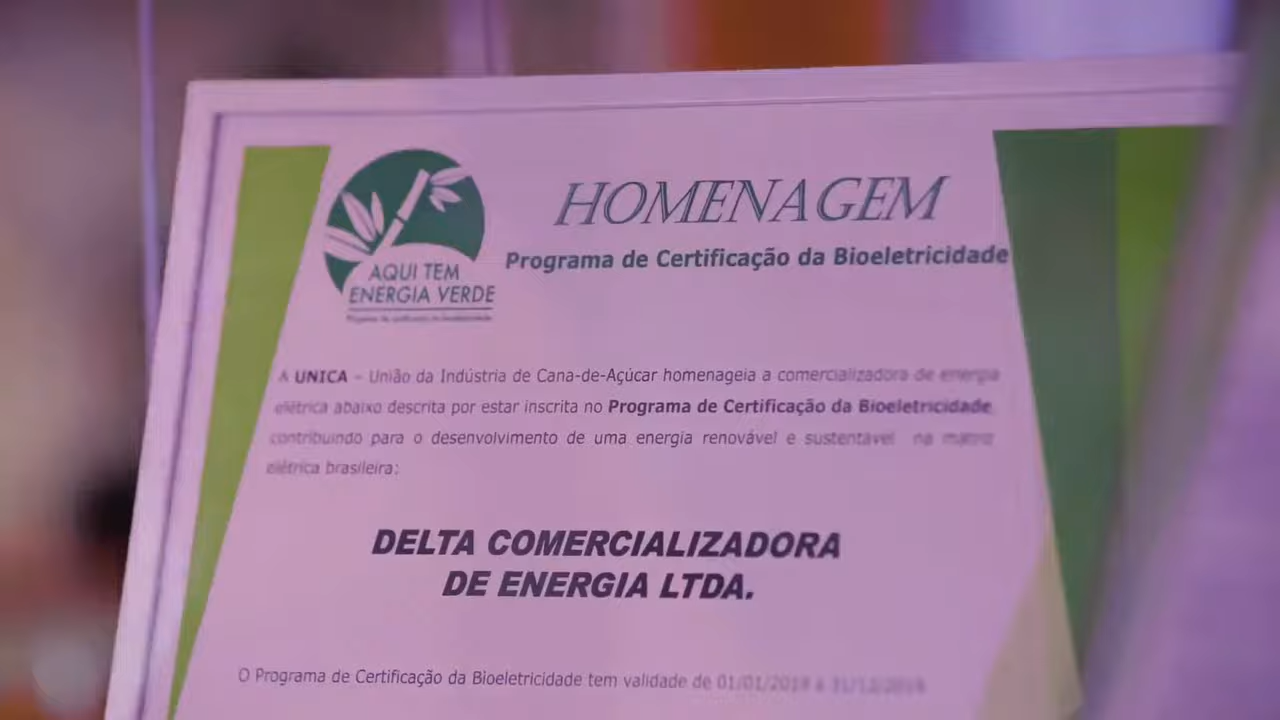 HOMENAGEM
Programa de Certificação da Bioeletricidade
AQUI TEM
ENERGIA VERDE
A UNICA – União da Indústria de Cana-de-Açúcar homenageia a comercializadora de energia
elétrica abaixo descrita por estar inscrita no Programa de Certificação da Bioeletricidade,
contribuindo para o desenvolvimento de uma energia renovável e sustentável na matriz
elétrica brasileira:
DELTA COMERCIALIZADORA
DE ENERGIA LTDA.
O Programa de Certificação da Bioeletricidade tem validade de